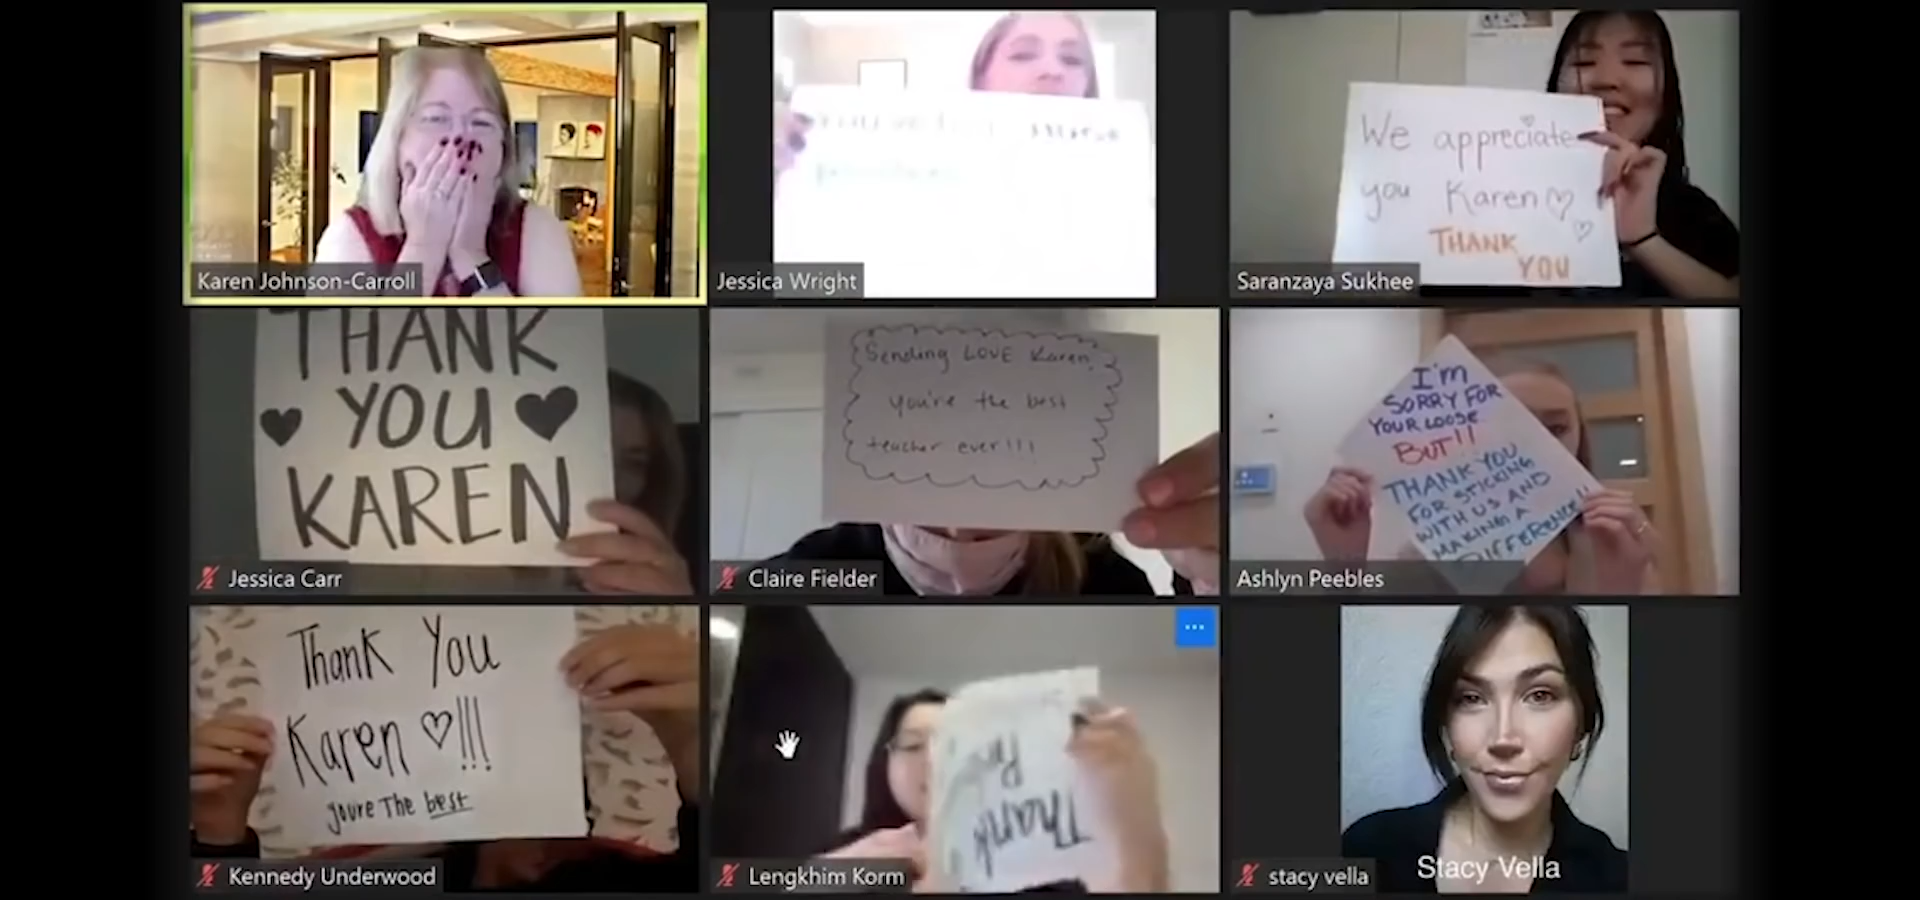 Karen Johnson-Carroll
Jessica Wright
We appreciate
you Karen
THANK
YOU
Saranzaya Sukhee
THANK
YOU
KAREN
Jessica Carr
Sending LOVE Karen
you're the best
teacher ever!!!
Claire Fielder
I'm
SORRY FOR
YOUR LOOSE
BUT!!
THANK YOU
FOR STICKING
WITH US AND
MAKING A
DIFFERENCE!!
Ashlyn Peebles
Thank You
Karen !!!
youre The best
Kennedy Underwood
Thank
Lengkhim Korm
Stacy Vella
stacy vella